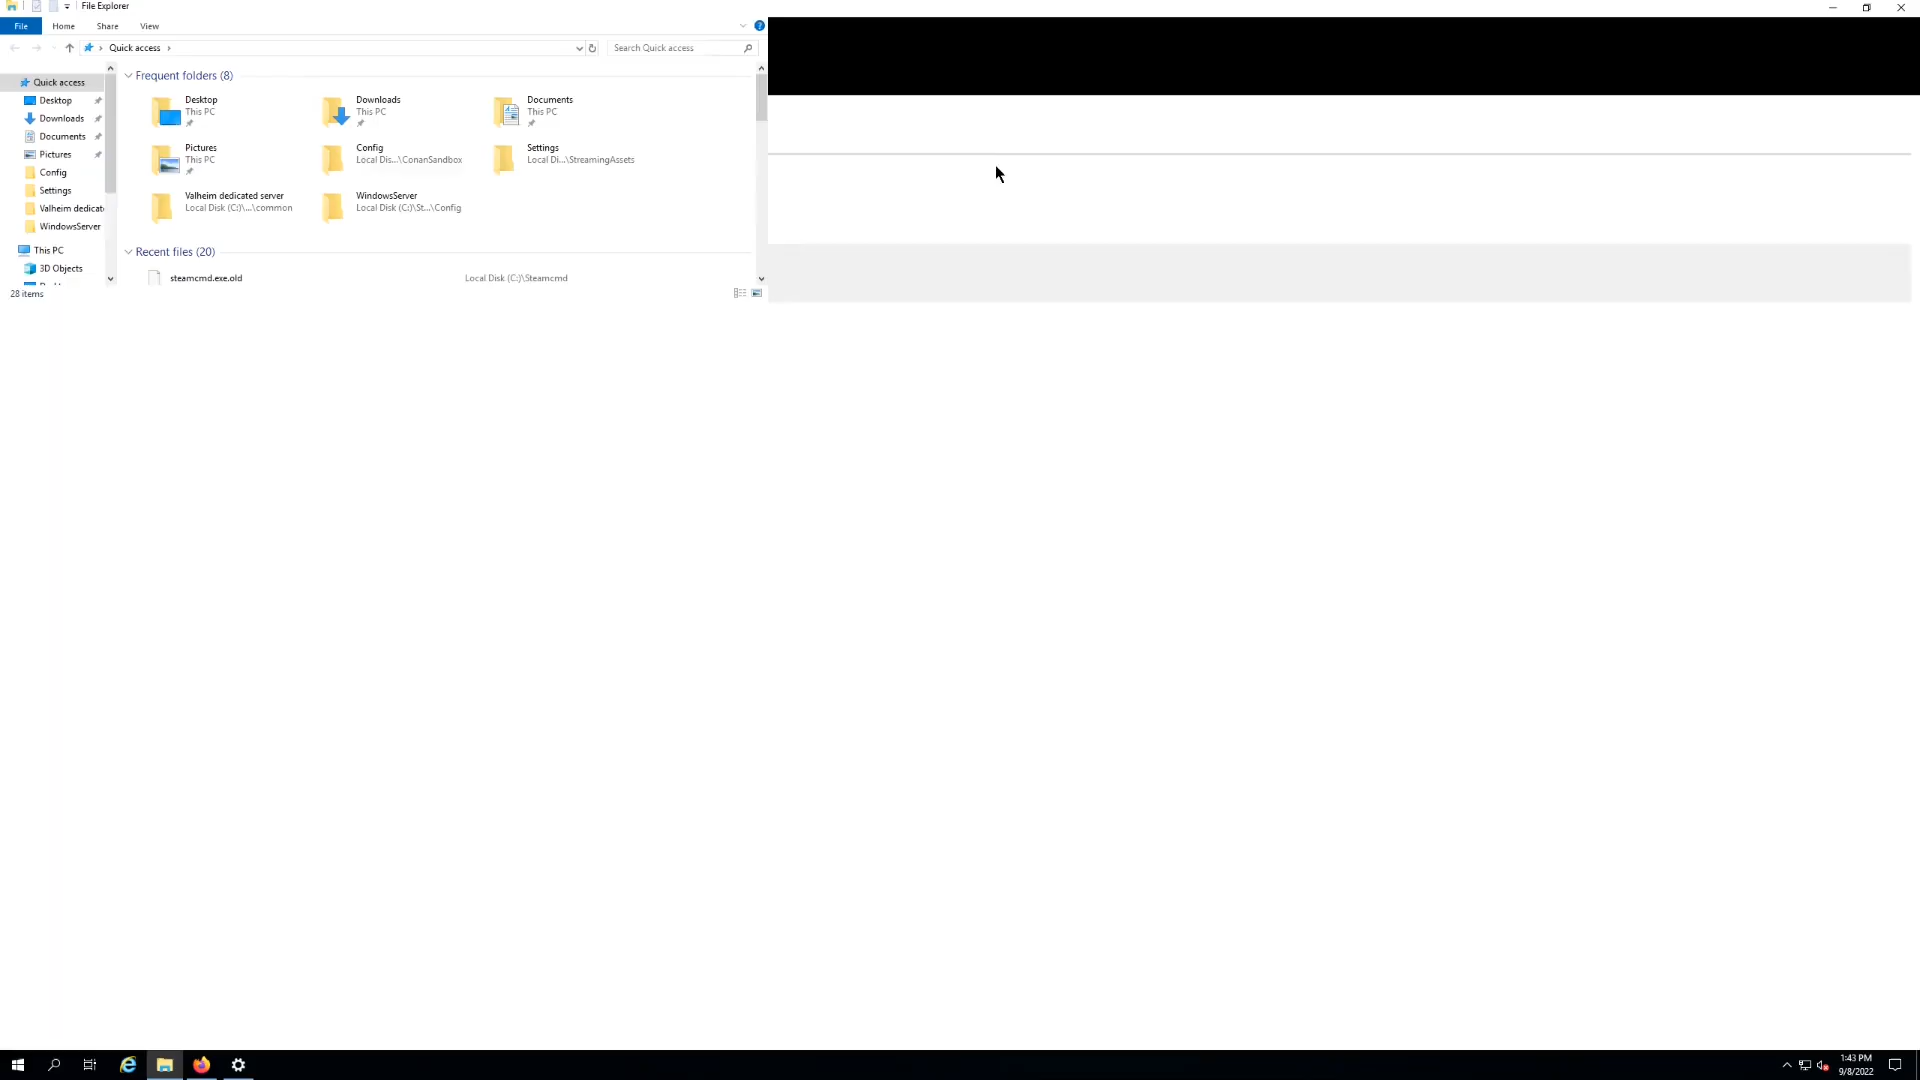 File Explorer
File Home Share View
Quick access
Search Quick access
Quick access
Desktop
Downloads
Documents
Pictures
Config
Settings
Valheim dedicat
WindowsServer
This PC
3D Objects
Frequent folders (8)
Desktop
This PC
Downloads
This PC
Documents
This PC
Pictures
This PC
Config
Local Dis...\ConanSandbox
Settings
Local Di...\StreamingAssets
Valheim dedicated server
Local Disk (C:)\...\common
WindowsServer
Local Disk (C:)\St...\Config
Recent files (20)
steamcmd.exe.old Local Disk (C:)\Steamcmd
28 items
1:43 PM
9/8/2022